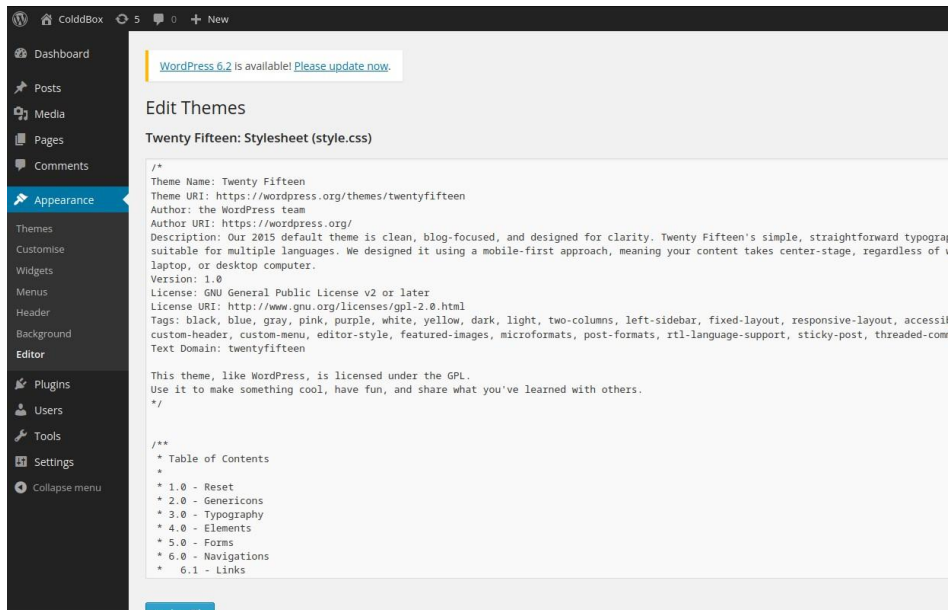 ColddBox 5 0 + New
Dashboard
Posts
Media
Pages
Comments
Appearance
Themes
Customise
Widgets
Menus
Header
Background
Editor
Plugins
Users
Tools
Settings
Collapse menu
WordPress 6.2 is available! Please update now.
Edit Themes
Twenty Fifteen: Stylesheet (style.css)
/*
Theme Name: Twenty Fifteen
Theme URI: https://wordpress.org/themes/twentyfifteen
Author: the WordPress team
Author URI: https://wordpress.org/
Description: Our 2015 default theme is clean, blog-focused, and designed for clarity. Twenty Fifteen's simple, straightforward typograp
suitable for multiple languages. We designed it using a mobile-first approach, meaning your content takes center-stage, regardless of
laptop, or desktop computer.
Version: 1.0
License: GNU General Public License v2 or later
License URI: http://www.gnu.org/licenses/gpl-2.0.html
Tags: black, blue, gray, pink, purple, white, yellow, dark, light, two-columns, left-sidebar, fixed-layout, responsive-layout, accessib
custom-header, custom-menu, editor-style, featured-images, microformats, post-formats, rtl-language-support, sticky-post, threaded-com
Text Domain: twentyfifteen
This theme, like WordPress, is licensed under the GPL.
Use it to make something cool, have fun, and share what you've learned with others.
*/
/**
* Table of Contents
*
* 1.0 - Reset
* 2.0 - Genericons
* 3.0 - Typography
* 4.0 - Elements
* 5.0 - Forms
* 6.0 - Navigations
* 6.1 - Links